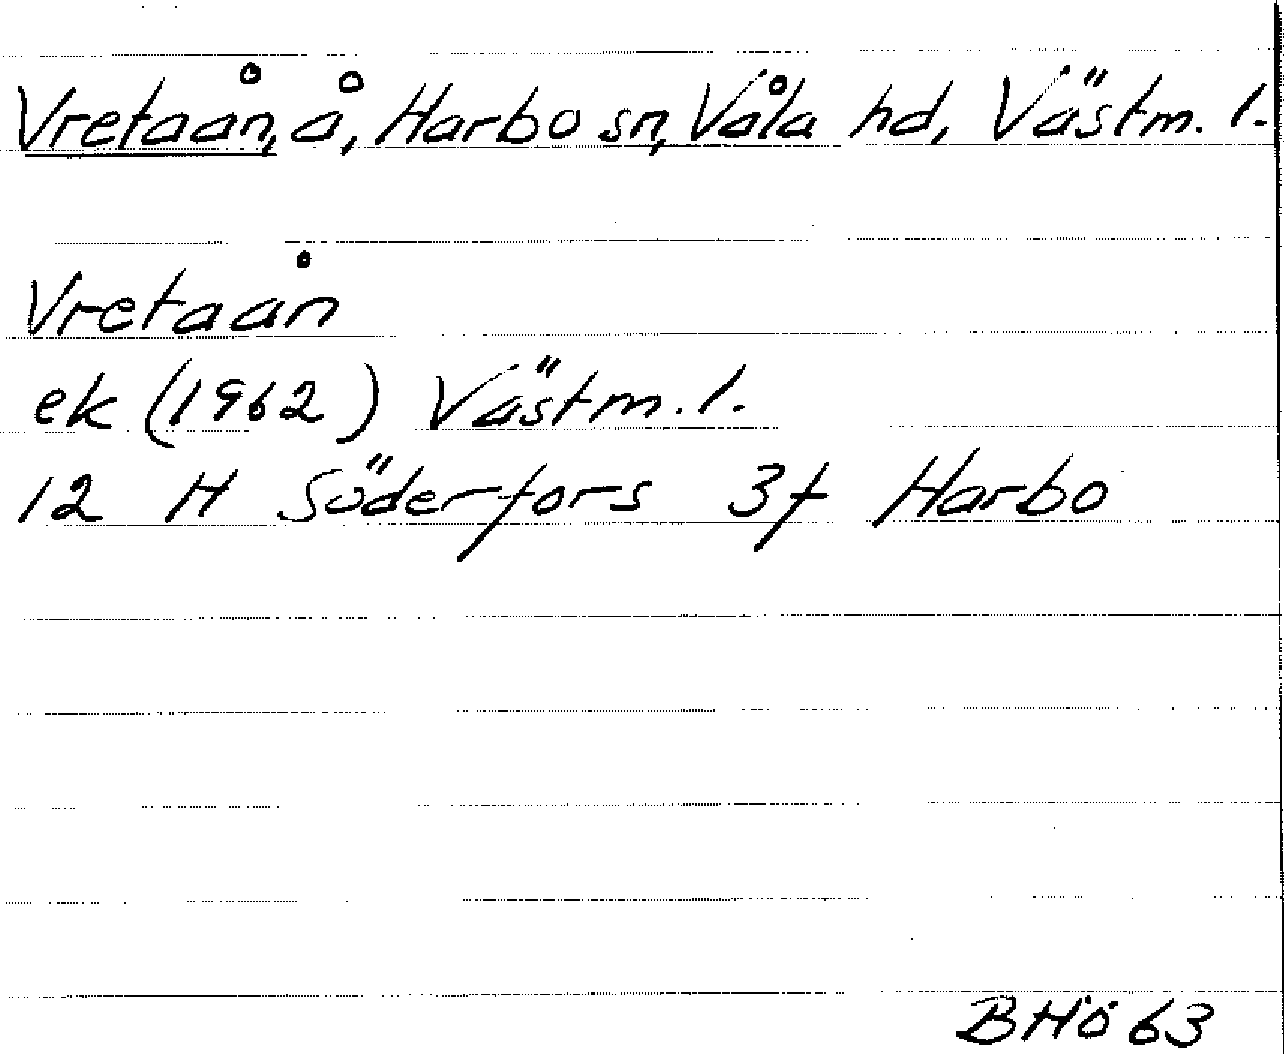 Vretaån, å, Harbo sn, Våla hd, Västm. l.
Vretaån
ek (1962) Västm. l.
12 H Söderfors 3f Harbo
BHö 63